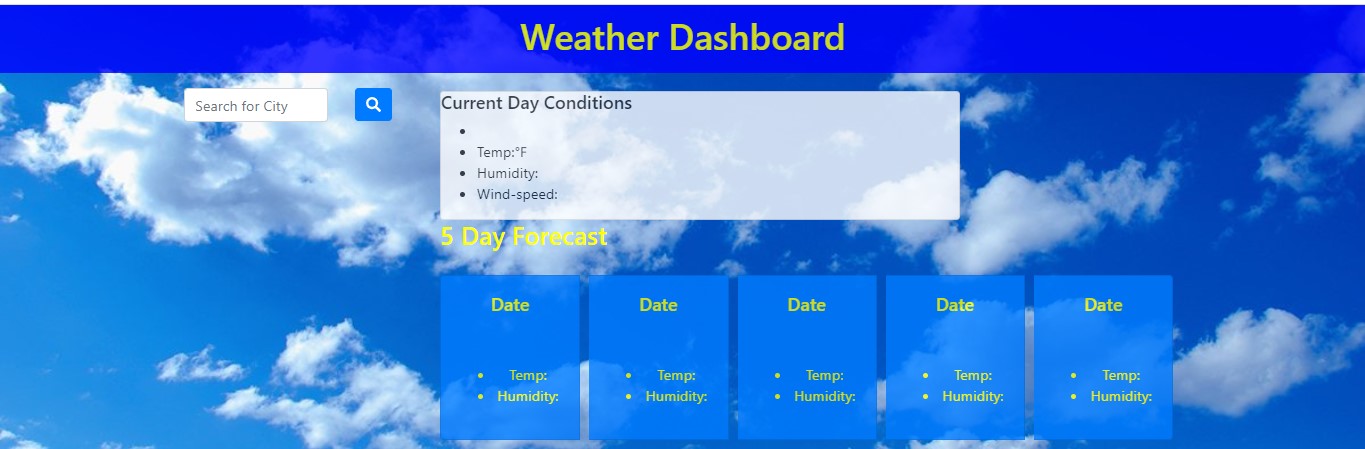 Weather Dashboard
Search for City
Current Day Conditions
Temp:°F
Humidity:
Wind-speed:
5 Day Forecast
Date
Temp:
Humidity:
Date
Temp:
Humidity:
Date
Temp:
Humidity:
Date
Temp:
Humidity:
Date
Temp:
Humidity: